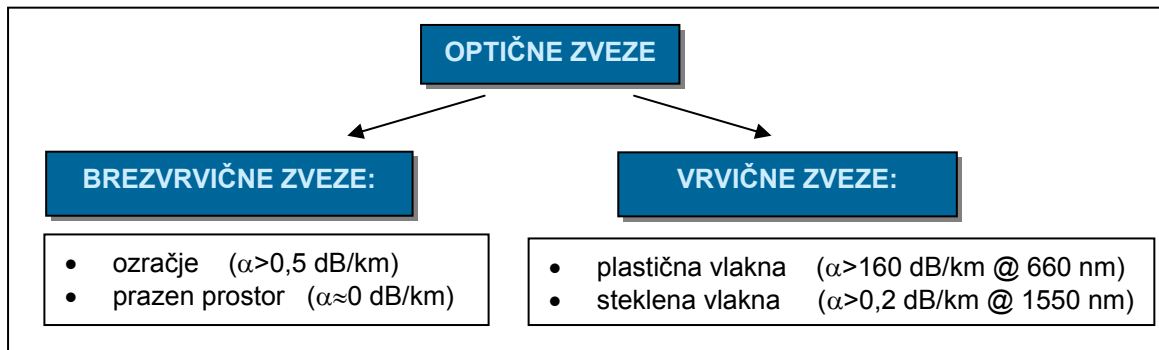 OPTIČNE ZVEZE
BREZVRVIČNE ZVEZE:
• ozračje (α>0,5 dB/km)
• prazen prostor (α≈0 dB/km)
VRVIČNE ZVEZE:
• plastična vlakna (α>160 dB/km @ 660 nm)
• steklena vlakna (α>0,2 dB/km @ 1550 nm)